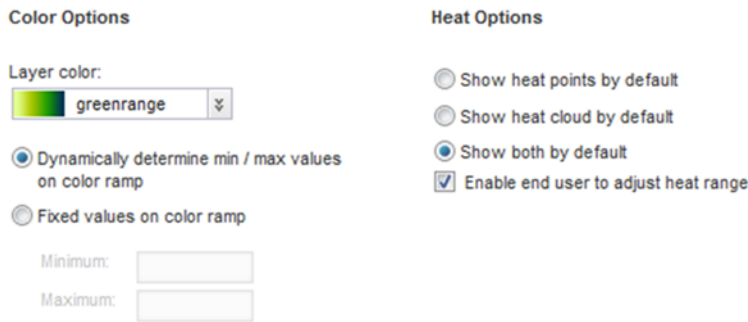 Color Options
Layer color:
greenrange
Dynamically determine min / max values
on color ramp
Fixed values on color ramp
Minimum:
Maximum:
Heat Options
Show heat points by default
Show heat cloud by default
Show both by default
Enable end user to adjust heat range